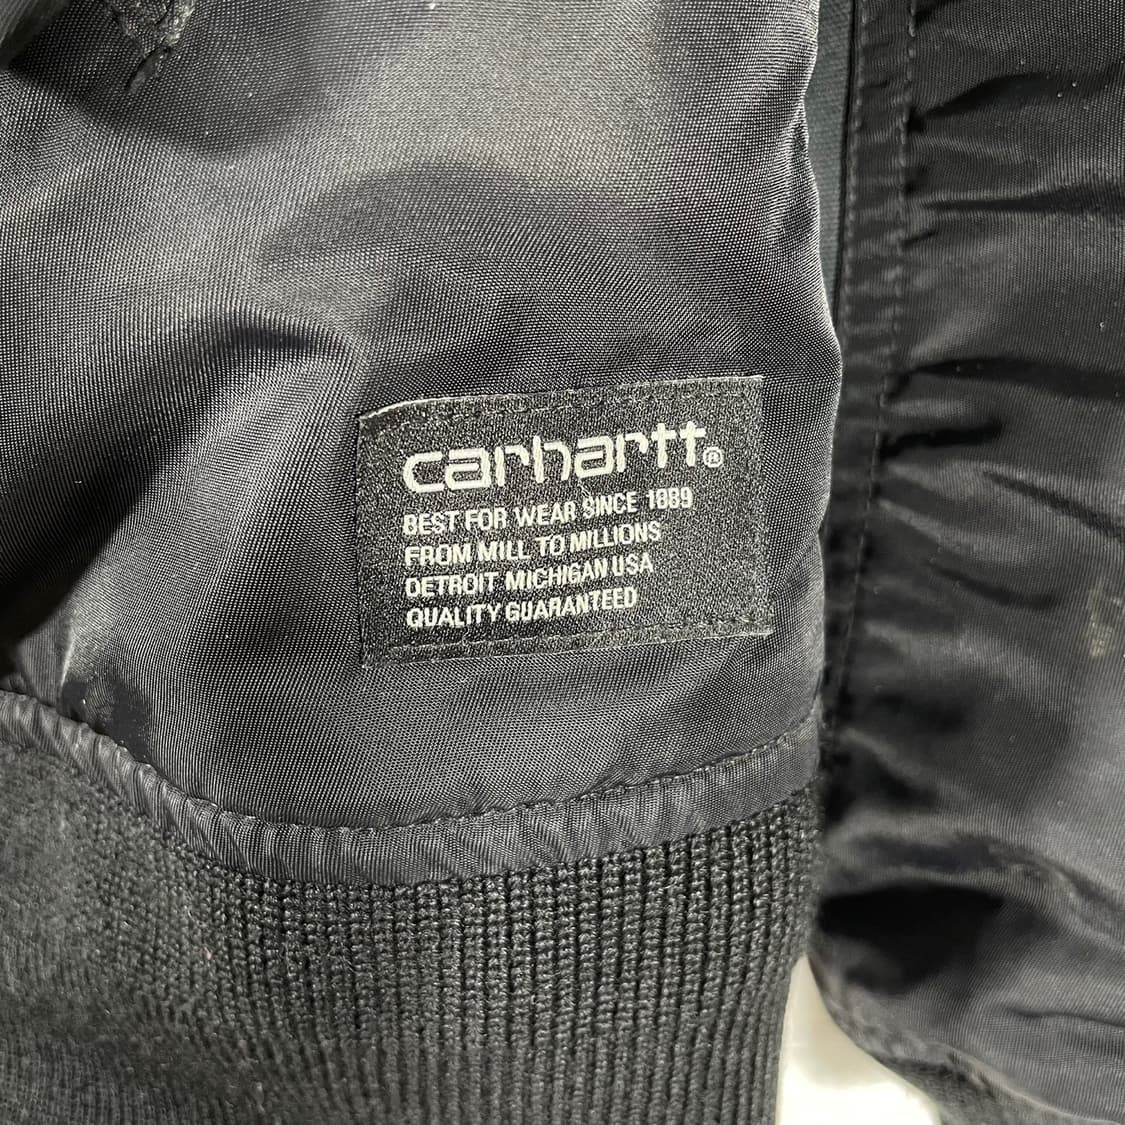 carhartt®
BEST FOR WEAR SINCE 1889
FROM MILL TO MILLIONS
DETROIT MICHIGAN USA
QUALITY GUARANTEED